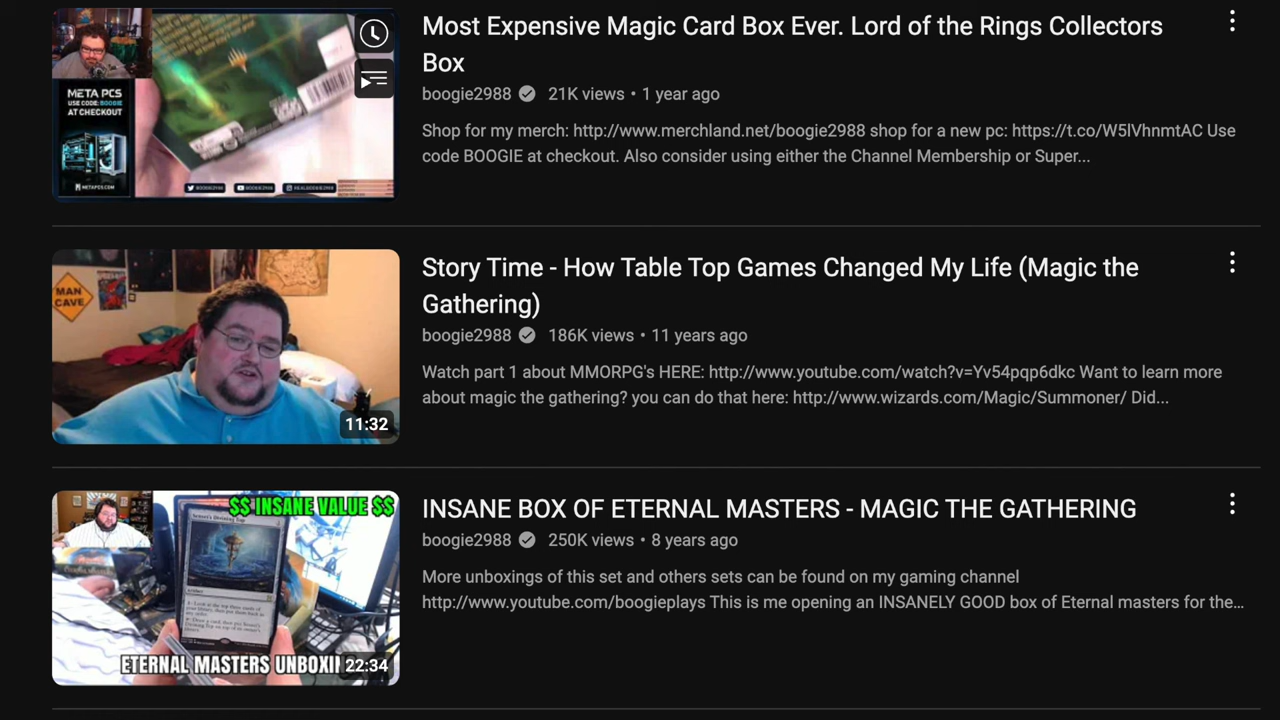 META PCS
USE CODE: BOOGIE
AT CHECKOUT
METAPCS.COM
Most Expensive Magic Card Box Ever. Lord of the Rings Collectors
Box
boogie2988 21K views • 1 year ago
Shop for my merch: http://www.merchland.net/boogie2988 shop for a new pc: https://t.co/W5lVhnmtAC Use
code BOOGIE at checkout. Also consider using either the Channel Membership or Super...
MAN
CAVE
11:32
Story Time - How Table Top Games Changed My Life (Magic the
Gathering)
boogie2988 186K views • 11 years ago
Watch part 1 about MMORPG's HERE: http://www.youtube.com/watch?v=Yv54pqp6dkc Want to learn more
about magic the gathering? you can do that here: http://www.wizards.com/Magic/Summoner/ Did...
$$ INSANE VALUE $$
Sensei's Divining Top
Artifact
ETERNAL MASTERS UNBOXIN
22:34
INSANE BOX OF ETERNAL MASTERS - MAGIC THE GATHERING
boogie2988 250K views • 8 years ago
More unboxings of this set and others sets can be found on my gaming channel
http://www.youtube.com/boogieplays This is me opening an INSANELY GOOD box of Eternal masters for the...